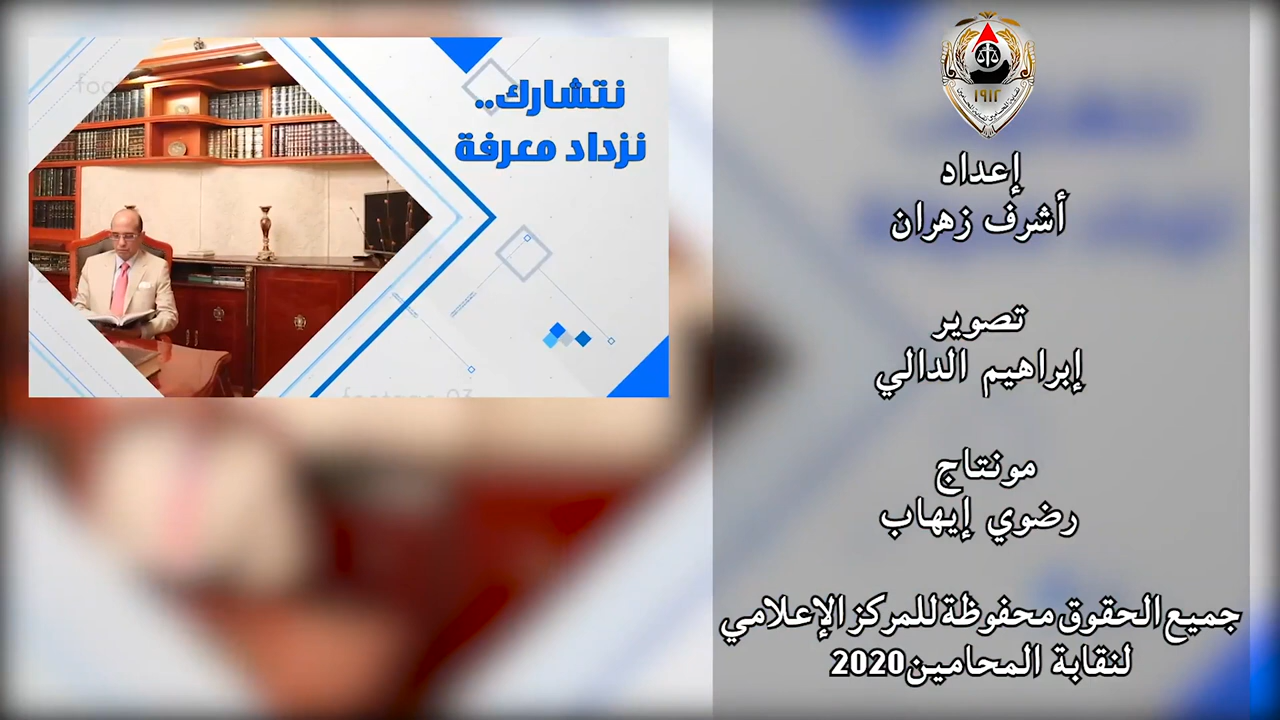 نتشارك..
نزداد معرفة
١٩١٢
إعداد
أشرف زهران
تصوير
إبراهيم الدالي
مونتاج
رضوي إيهاب
جميع الحقوق محفوظة للمركز الإعلامي
لنقابة المحامين2020